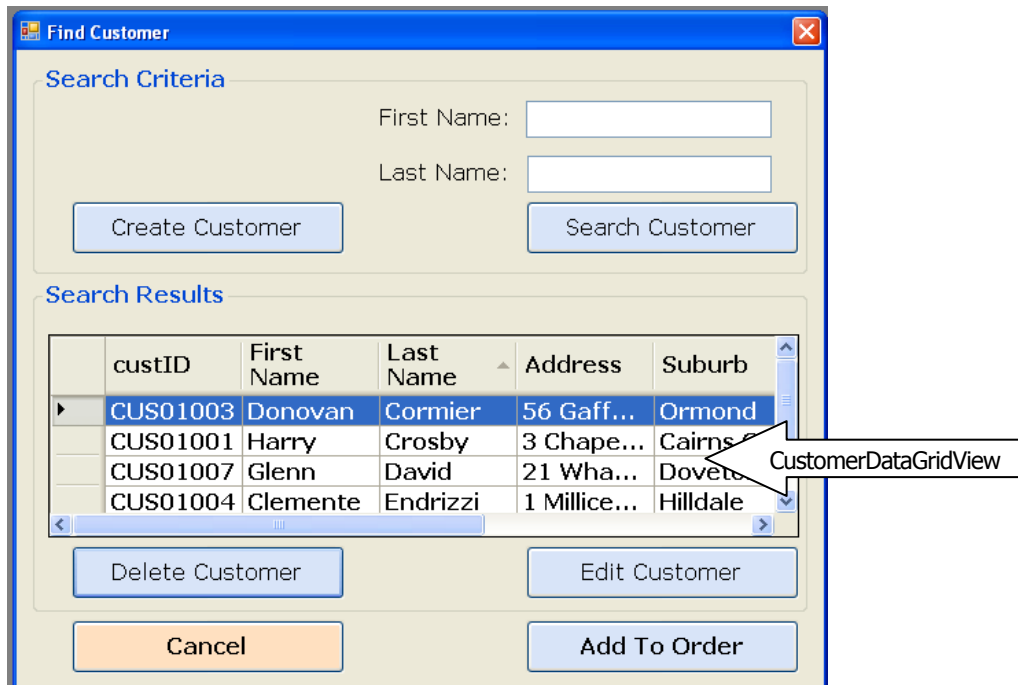 Find Customer
Search Criteria
First Name:
Last Name:
Create Customer
Search Customer
Search Results
custID First Name Last Name Address Suburb
CUS01003 Donovan Cormier 56 Gaff... Ormond
CUS01001 Harry Crosby 3 Chape... Cairns
CUS01007 Glenn David 21 Wha... Doveto
CUS01004 Clemente Endrizzi 1 Millice... Hilldale
CustomerDataGridView
Delete Customer
Edit Customer
Cancel
Add To Order